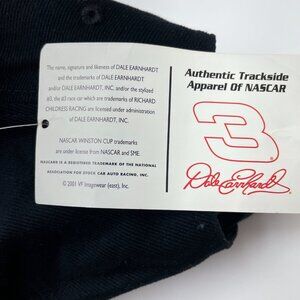 The name, signature and likeness of DALE EARNHARDT
and the trademarks of DALE EARNHARDT
and/or DALE EARNHARDT, INC. and/or the stylized
#3, the #3 race car which are trademarks of RICHARD
CHILDRESS RACING are used under administration
of DALE EARNHARDT, INC.
NASCAR WINSTON CUP trademarks
are under license from NASCAR and SME.
NASCAR® IS A REGISTERED TRADEMARK OF THE NATIONAL
ASSOCIATION FOR STOCK CAR AUTO RACING, INC.
© 2001 VF Imagewear (east), Inc.
Authentic Trackside
Apparel Of NASCAR
3
Dale Earnhardt